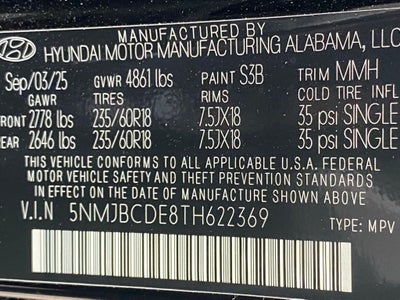 MANUFACTURED BY
HYUNDAI MOTOR MANUFACTURING ALABAMA, LLC
Sep/03/25 GVWR 4861 lbs PAINT S3B TRIM MMH
GAWR TIRES RIMS COLD TIRE INFL
FRONT 2778 lbs 235/60R18 7.5JX18 35 psi SINGLE
REAR 2646 lbs 235/60R18 7.5JX18 35 psi SINGLE
THIS VEHICLE CONFORMS TO ALL APPLICABLE U.S.A. FEDERAL
MOTOR VEHICLE SAFETY AND THEFT PREVENTION STANDARDS
IN EFFECT ON THE DATE OF MANUFACTURE SHOWN ABOVE.
V.I.N 5NMJBCDE8TH622369
TYPE: MPV